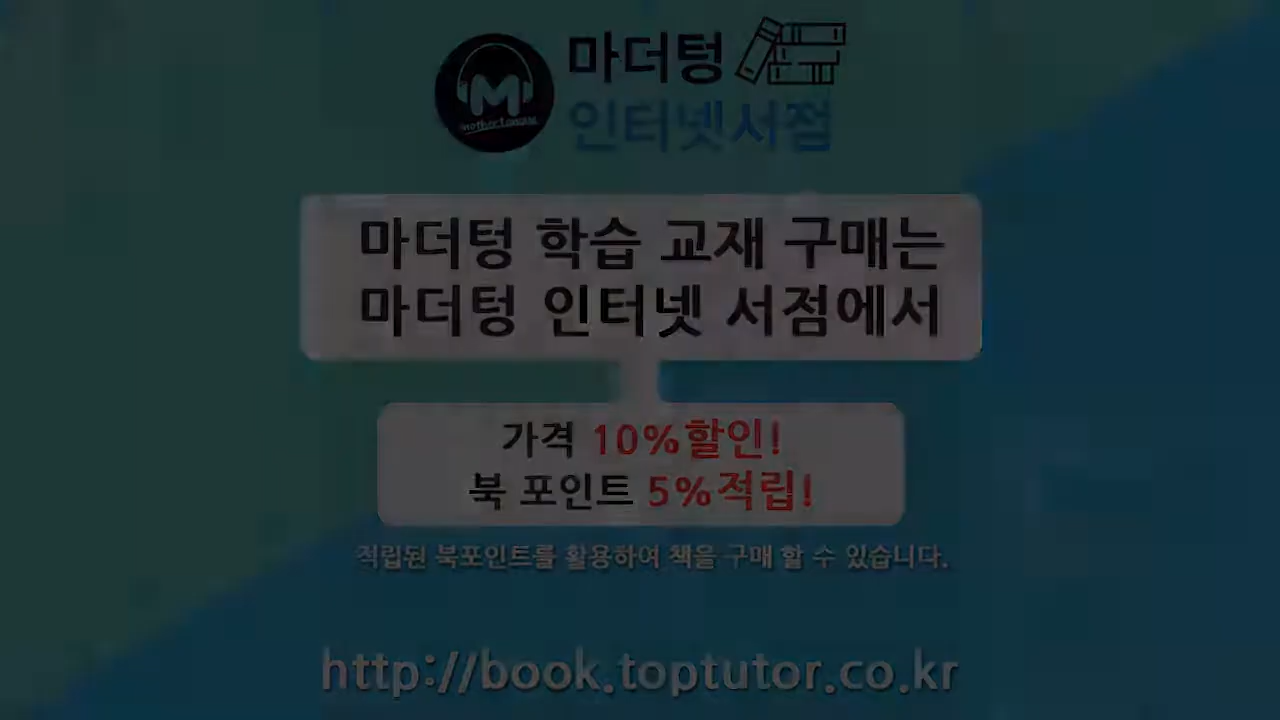 마더텅
인터넷서점
mothertongue
마더텅 학습 교재 구매는
마더텅 인터넷 서점에서
가격 10%할인!
북 포인트 5%적립!
적립된 북포인트를 활용하여 책을 구매 할 수 있습니다.
http://book.toptutor.co.kr